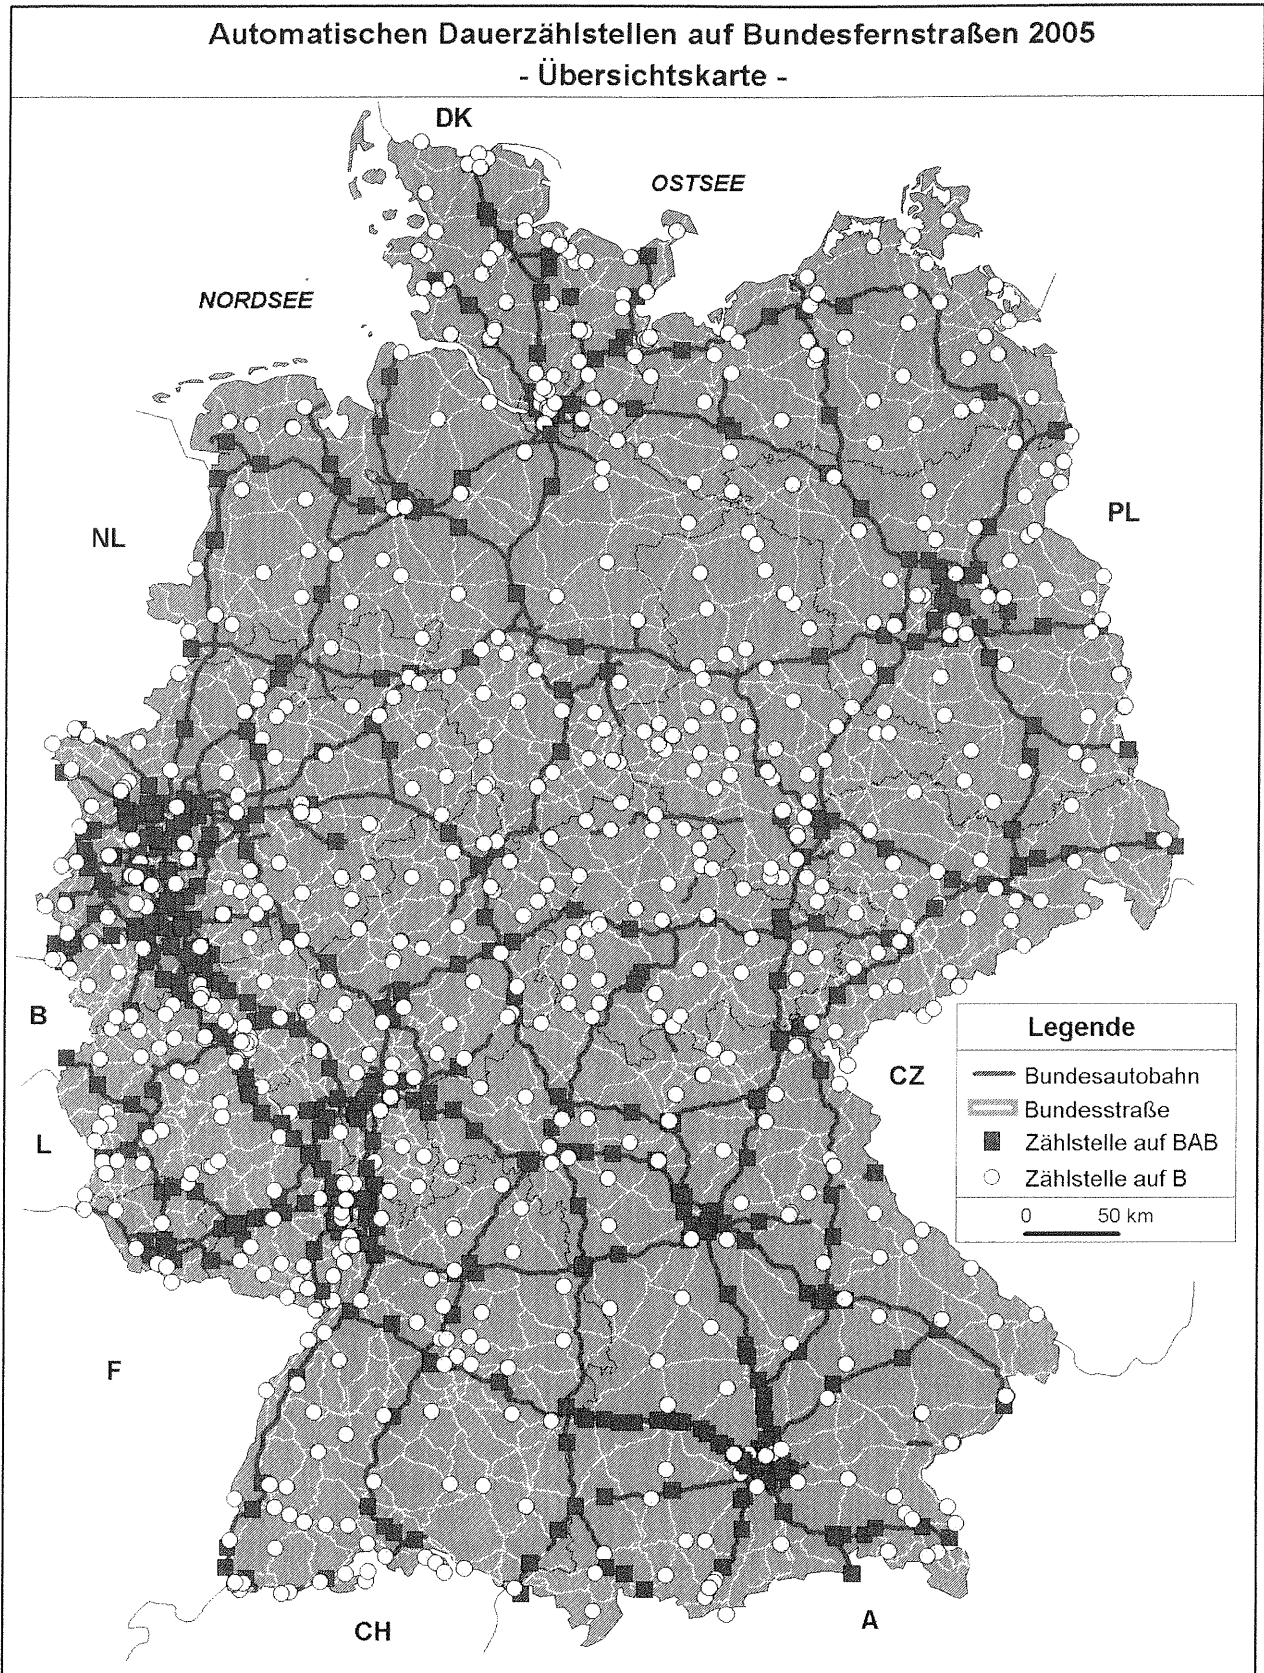 Automatischen Dauerzählstellen auf Bundesfernstraßen 2005
- Übersichtskarte -
DK
OSTSEE
NORDSEE
NL
PL
B
L
CZ
F
CH
A
Legende
Bundesautobahn
Bundesstraße
Zählstelle auf BAB
Zählstelle auf B
0 50 km